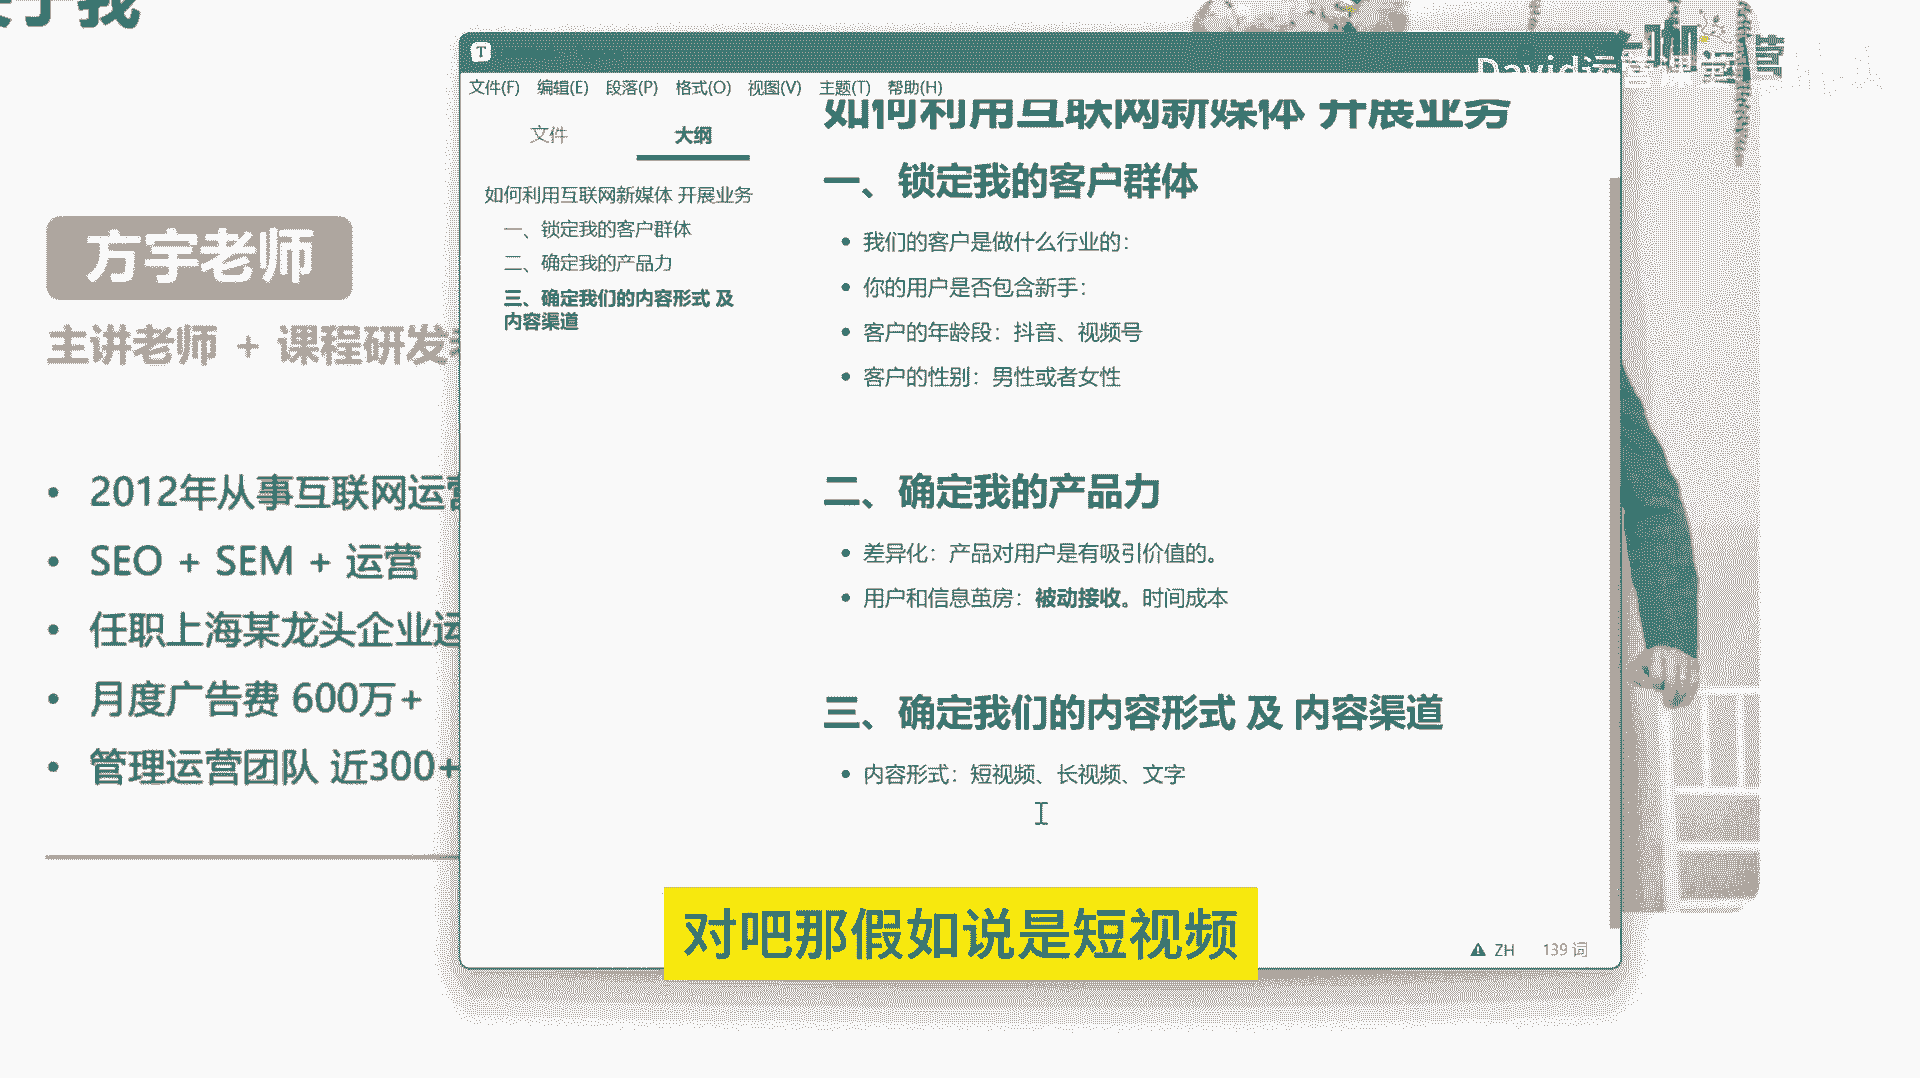 于我
David运营课堂
T
文件(F) 编辑(E) 段落(P) 格式(O) 视图(V) 主题(T) 帮助(H)
文件 大纲
如何利用互联网新媒体 开展业务
一、锁定我的客户群体
二、确定我的产品力
三、确定我们的内容形式 及
内容渠道
如何利用互联网新媒体 开展业务
一、锁定我的客户群体
• 我们的客户是做什么行业的：
• 你的用户是否包含新手：
• 客户的年龄段：抖音、视频号
• 客户的性别：男性或者女性
二、确定我的产品力
• 差异化：产品对用户是有吸引价值的。
• 用户和信息茧房：被动接收。时间成本
三、确定我们的内容形式 及 内容渠道
• 内容形式：短视频、长视频、文字
ZH 139 词
方宇老师
主讲老师 + 课程研发
• 2012年从事互联网运营
• SEO + SEM + 运营
• 任职上海某龙头企业运
• 月度广告费 600万+
• 管理运营团队 近300+
对吧那假如说是短视频